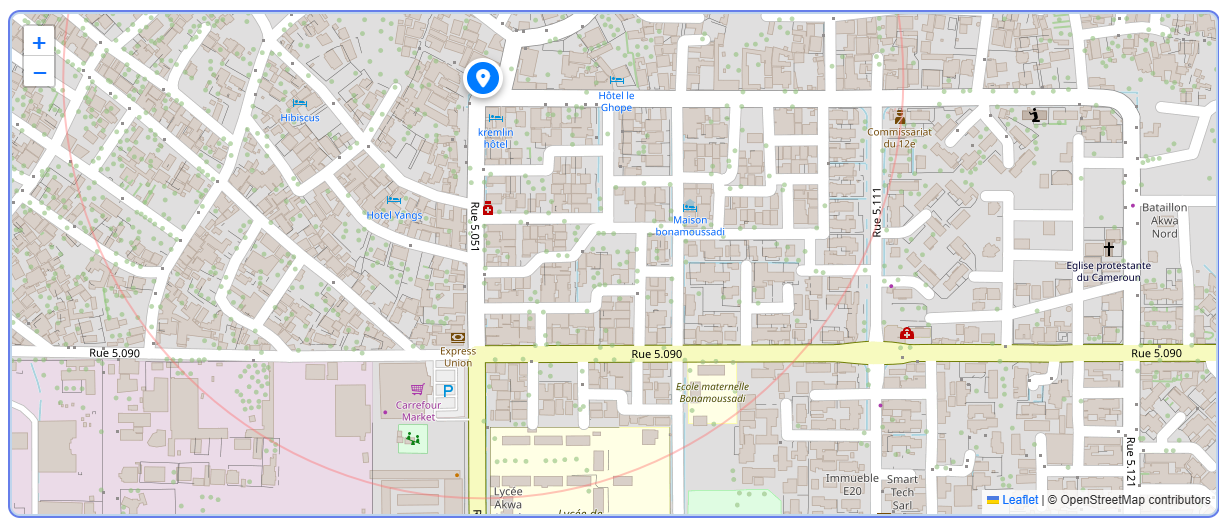 +
−
Hôtel le
Ghope
Hibiscus
kremlin
hôtel
Commissariat
du 12e
Hotel Yangs
Rue 5.051
Maison
bonamoussadi
Rue 5.111
Bataillon
Akwa
Nord
Eglise protestante
du Cameroun
Rue 5.090
Express
Union
Rue 5.090
Rue 5.090
P
Carrefour
Market
Ecole maternelle
Bonamoussadi
Rue 5.121
Lycée
Akwa
Lycée de
Immueble
E20
Smart
Tech
Sarl
Leaflet | © OpenStreetMap contributors